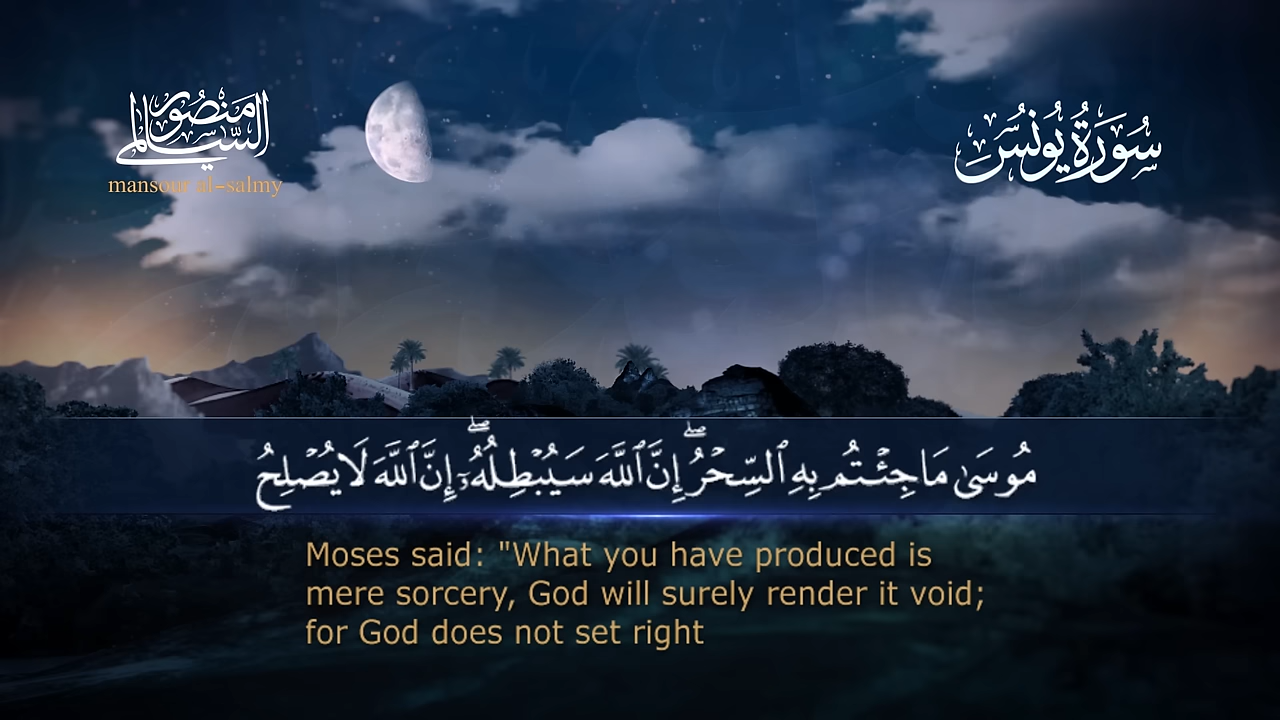 منصور
السالمي
mansour al-salmy
سُورَةُ يُونُسَ
مُوسَىٰ مَا جِئْتُم بِهِ ٱلسِّحْرُ ۖ إِنَّ ٱللَّهَ سَيُبْطِلُهُۥٓ ۖ إِنَّ ٱللَّهَ لَا يُصْلِحُ
Moses said: "What you have produced is
mere sorcery, God will surely render it void;
for God does not set right